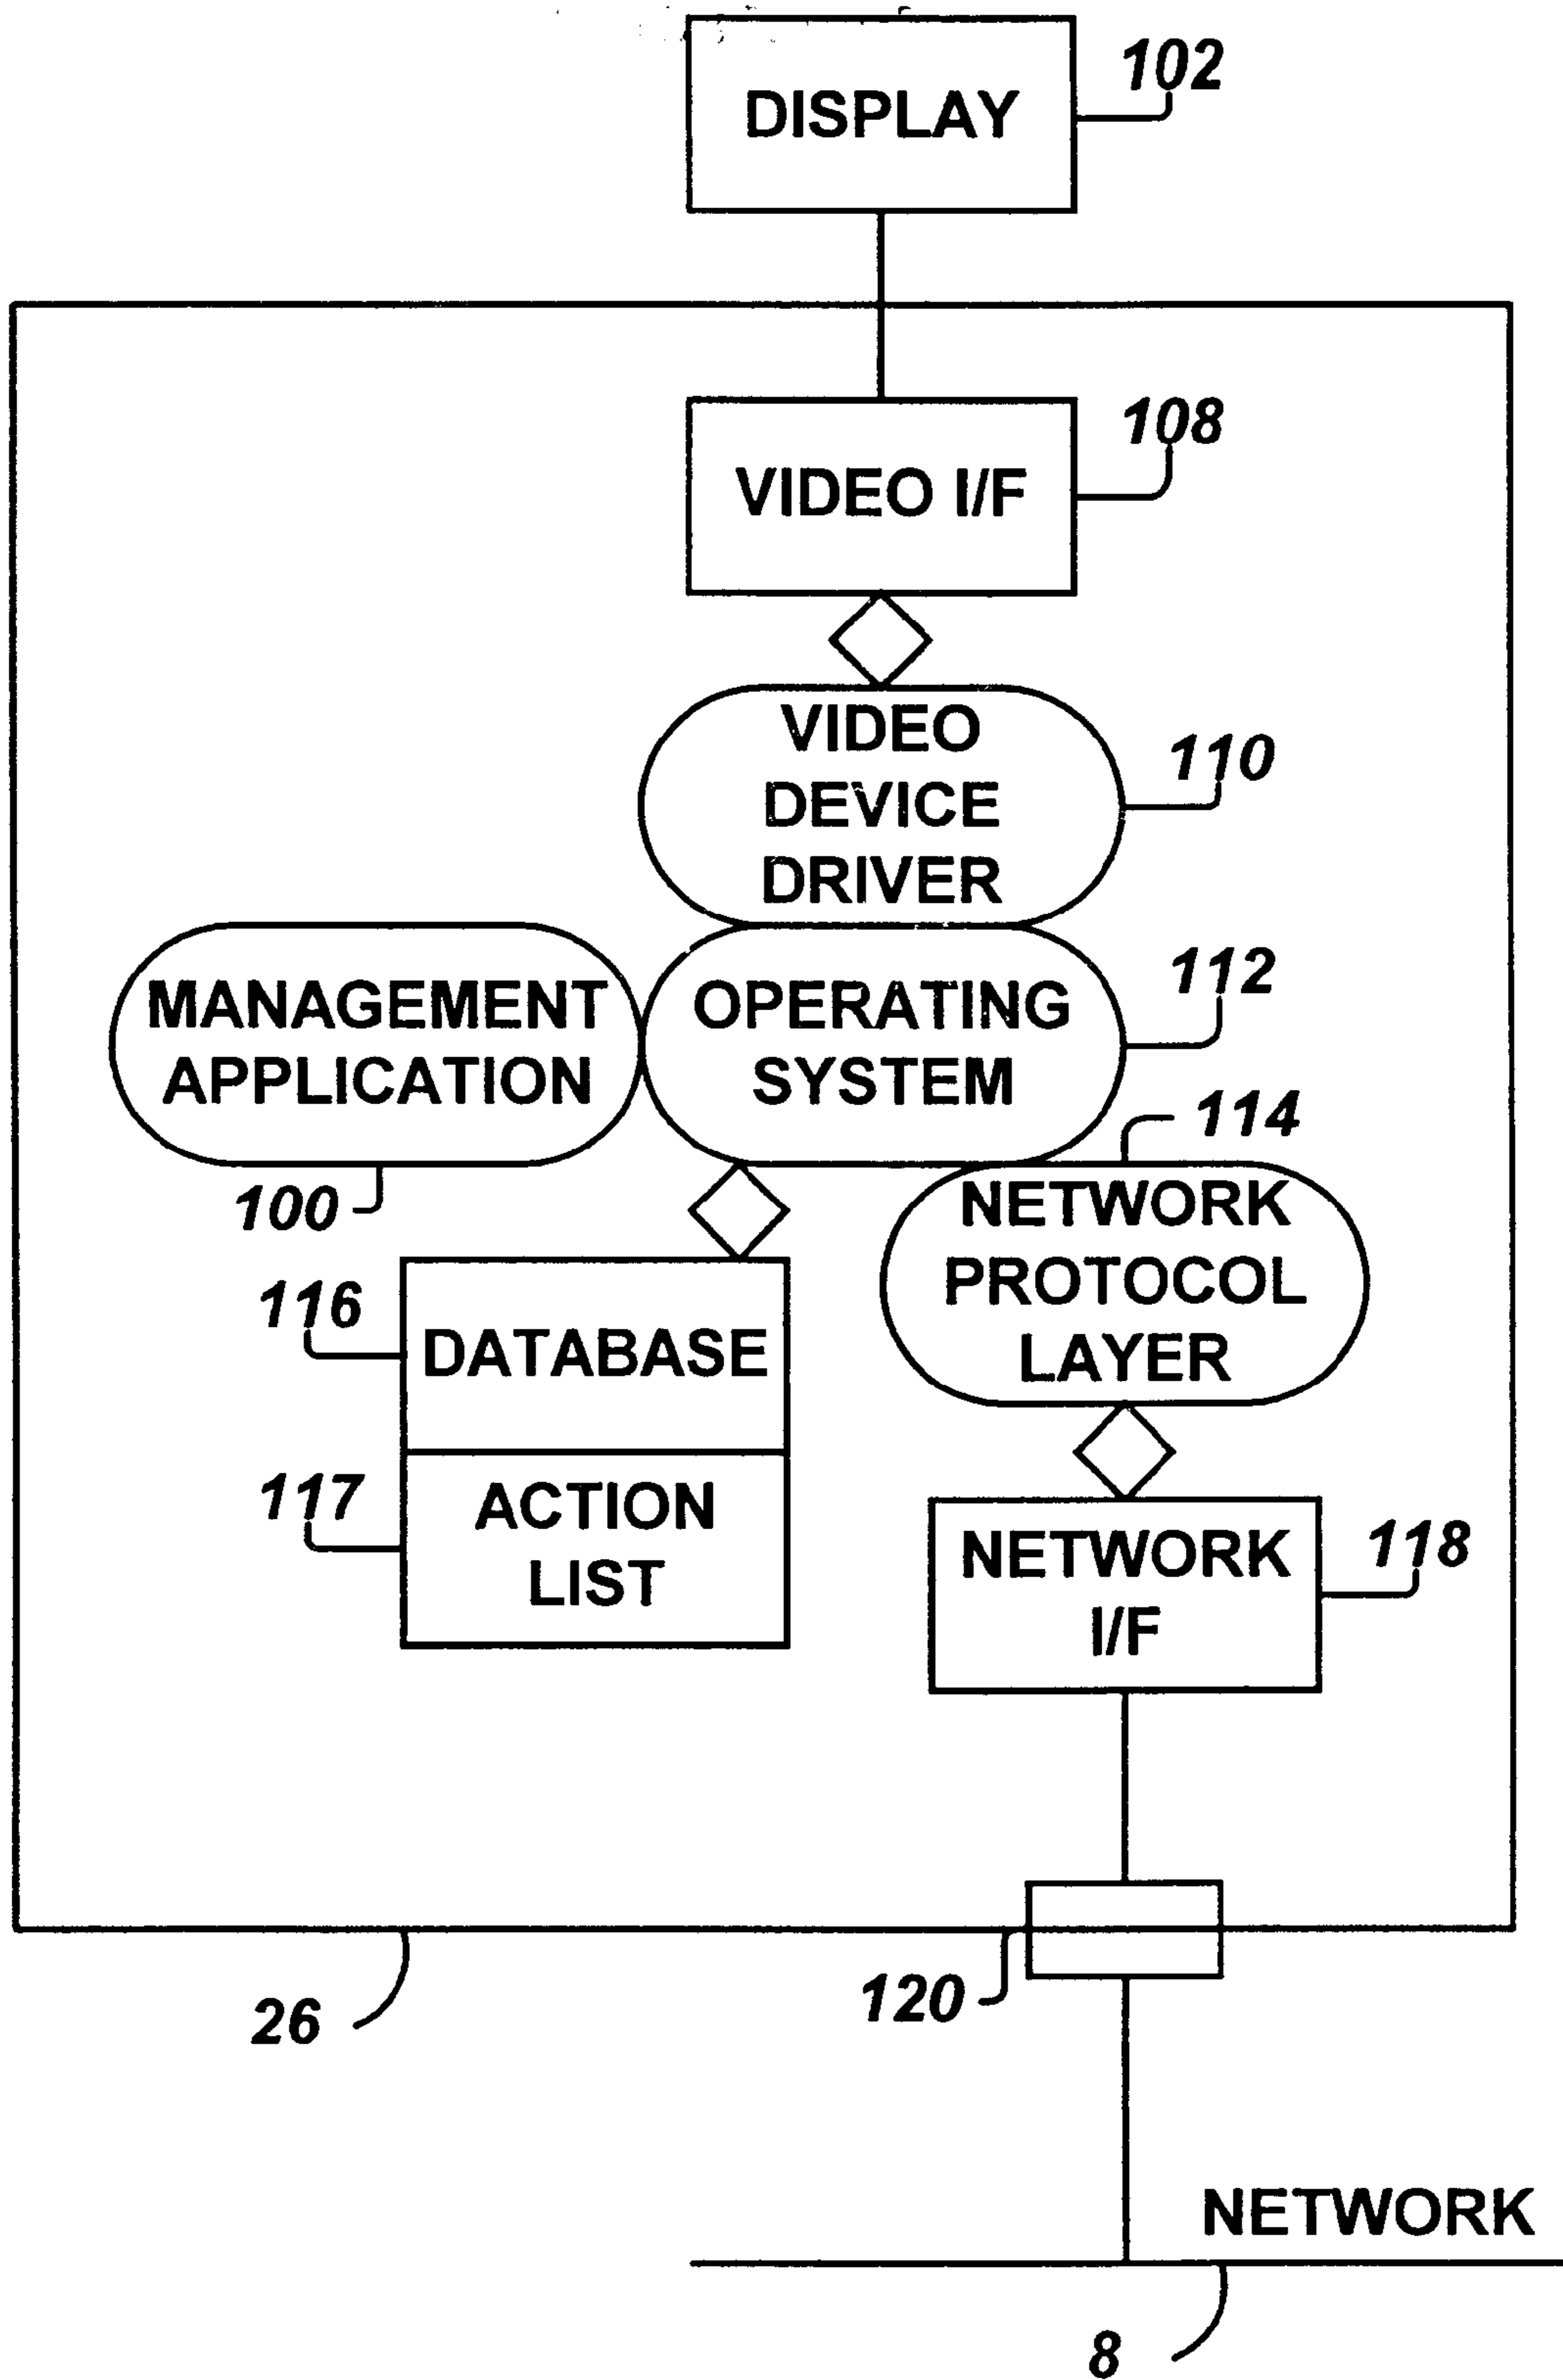 DISPLAY
102
VIDEO I/F
108
VIDEO
DEVICE
DRIVER
110
MANAGEMENT
APPLICATION
100
OPERATING
SYSTEM
112
114
NETWORK
PROTOCOL
LAYER
116
DATABASE
117
ACTION
LIST
NETWORK
I/F
118
26
120
NETWORK
8